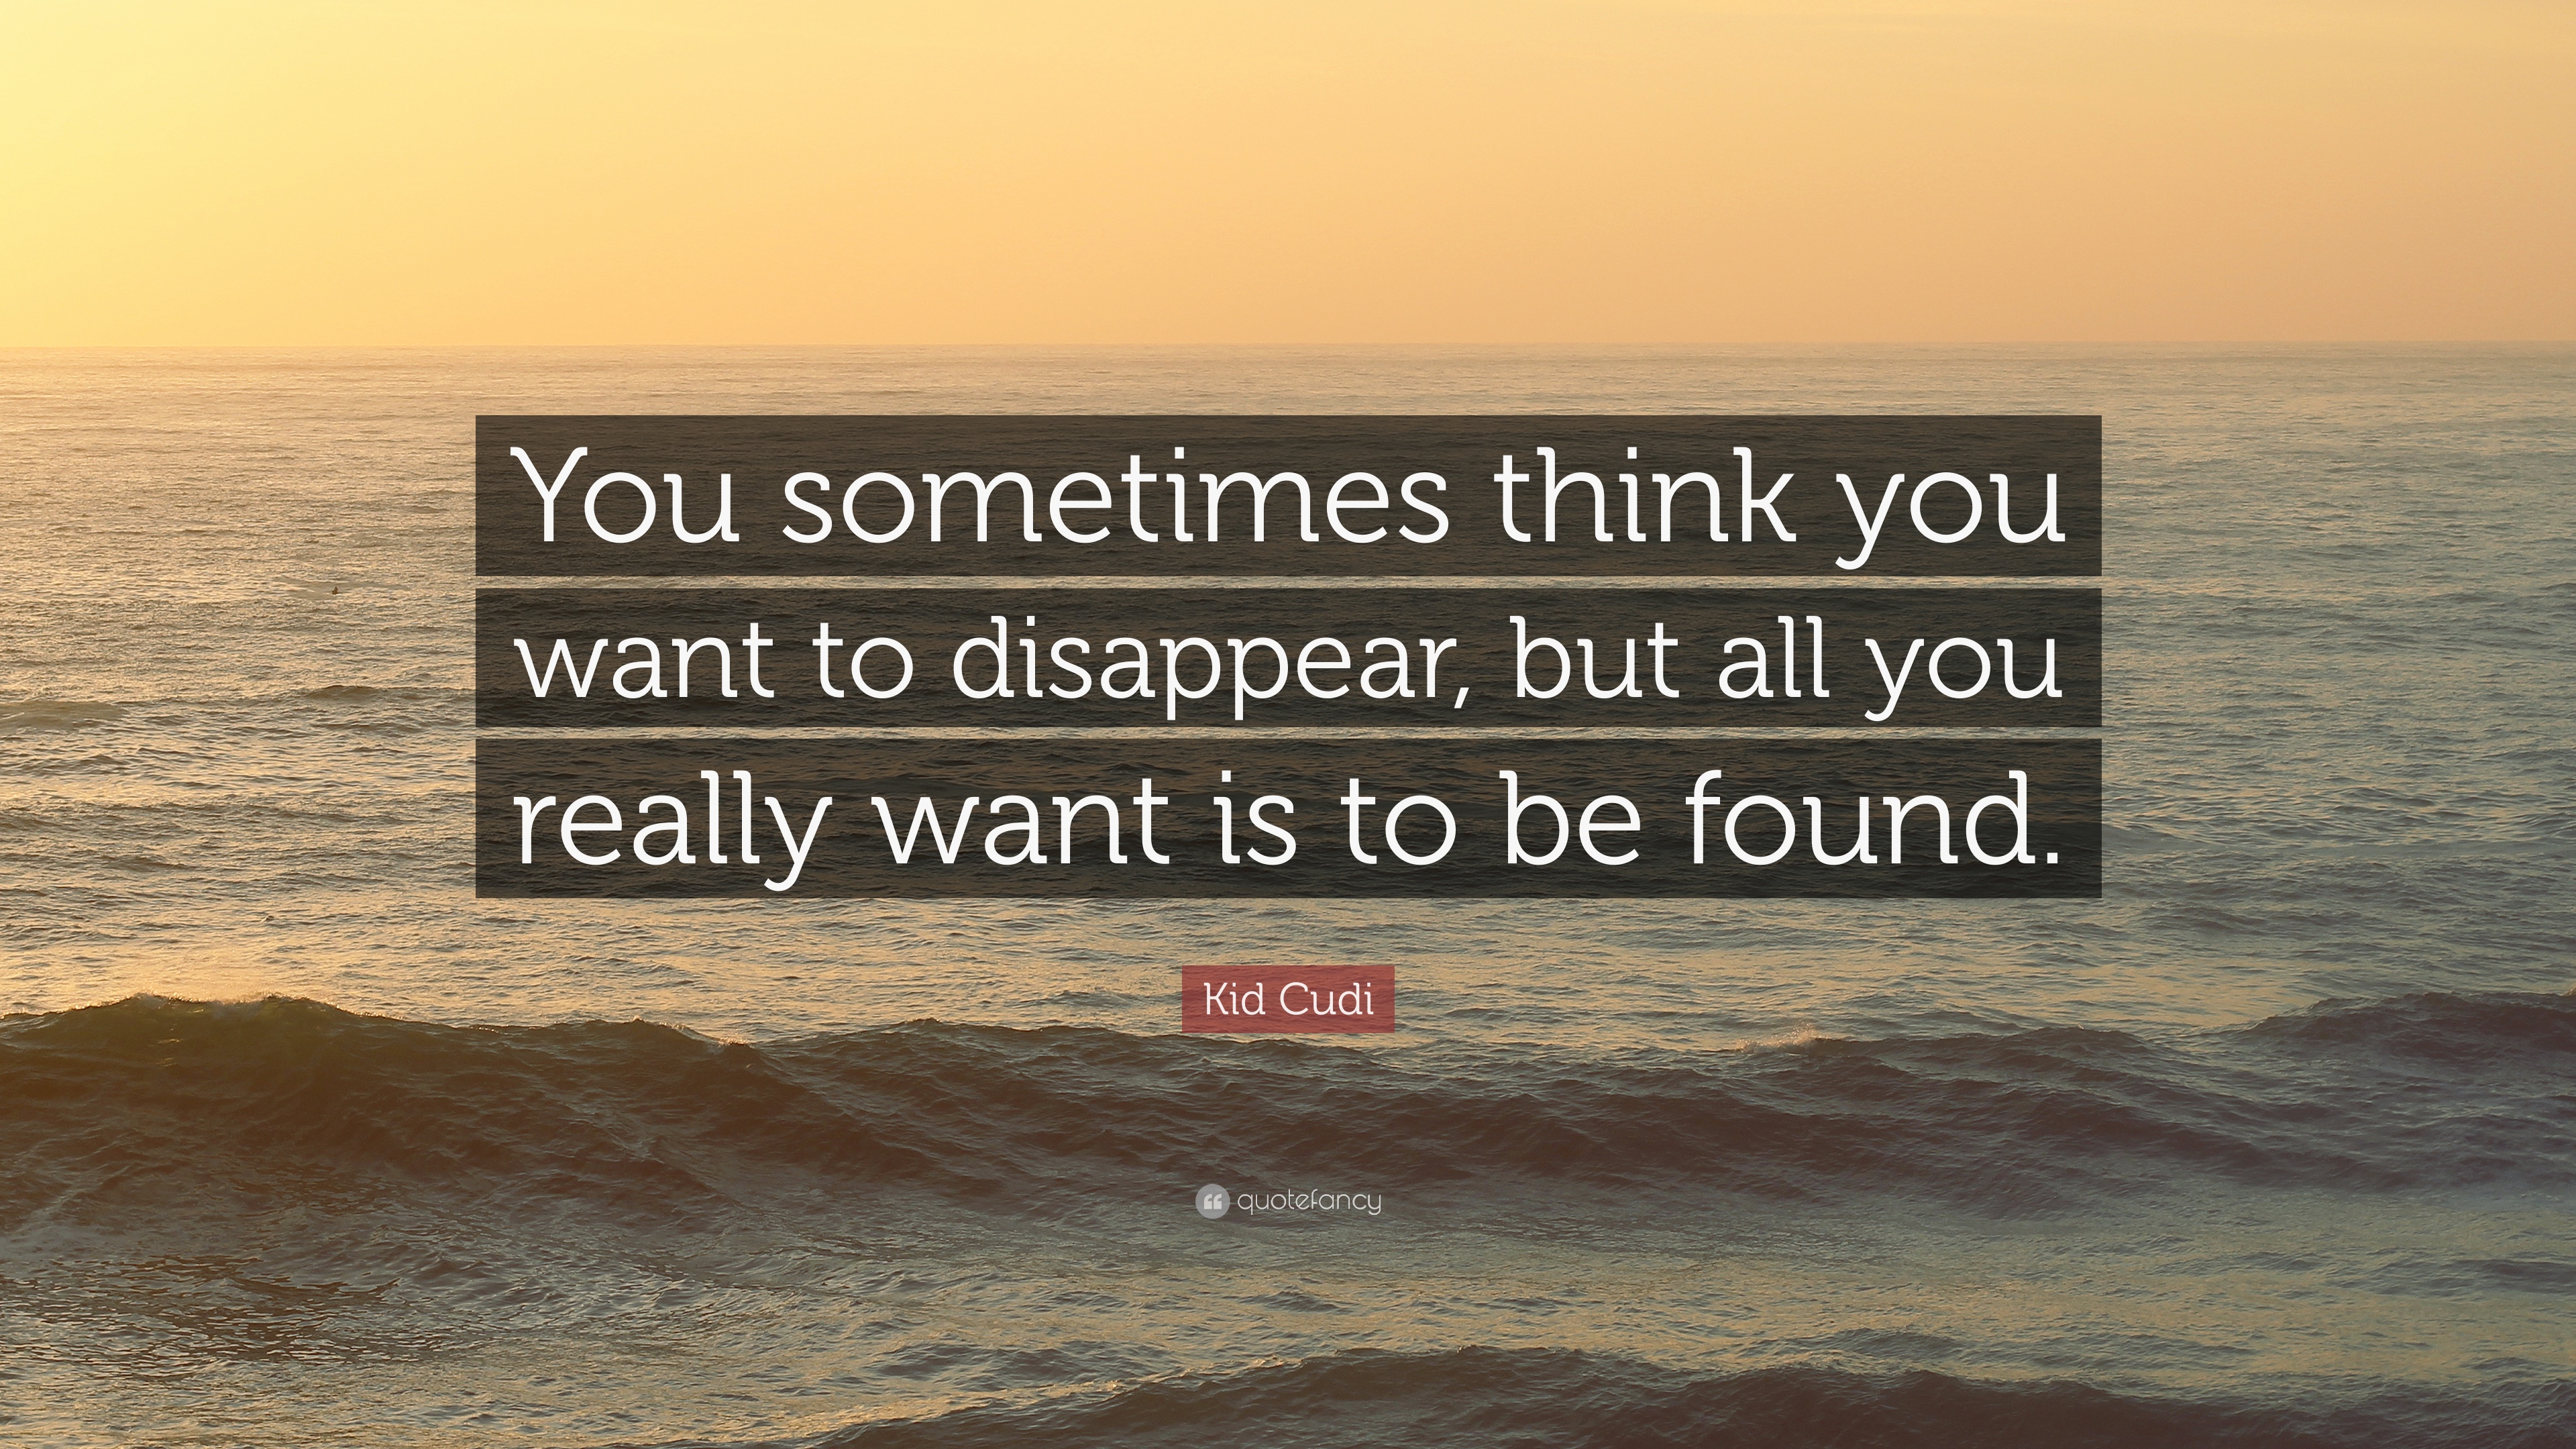 You sometimes think you
want to disappear, but all you
really want is to be found.
Kid Cudi
quotefancy